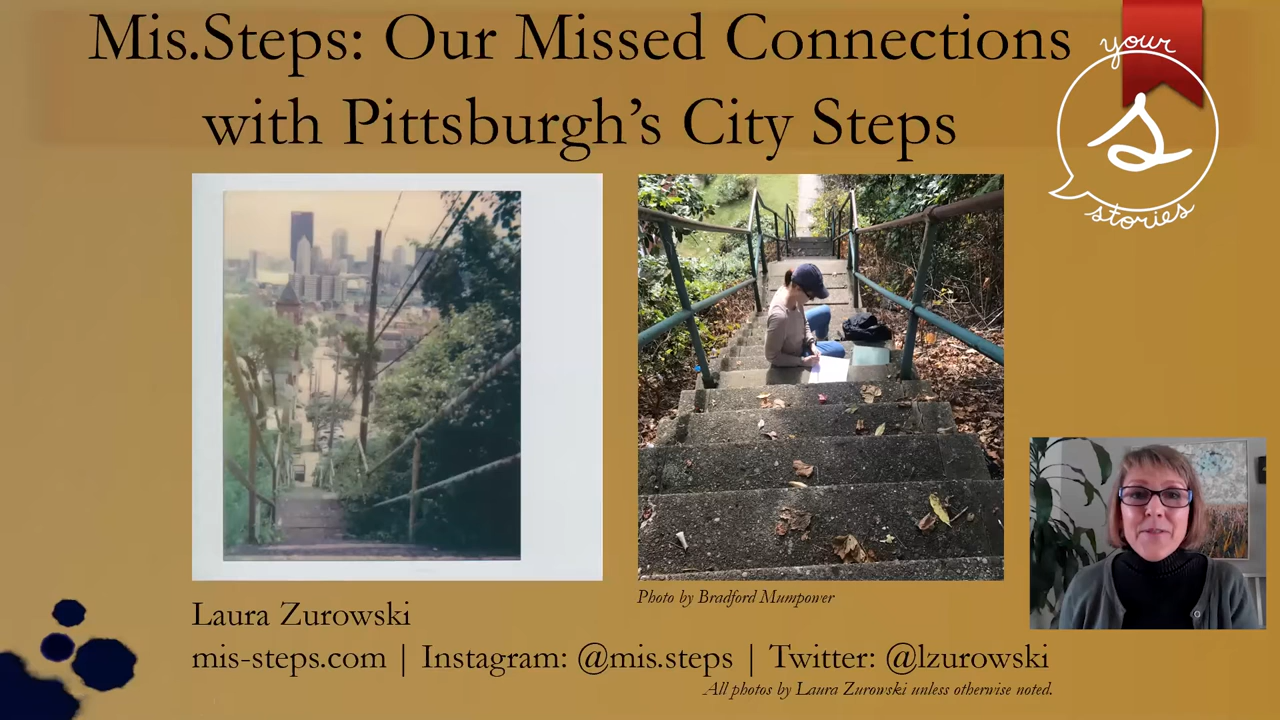 Mis.Steps: Our Missed Connections
with Pittsburgh's City Steps
your
s
stories
Photo by Bradford Mumpower
Laura Zurowski
mis-steps.com | Instagram: @mis.steps | Twitter: @lzurowski
All photos by Laura Zurowski unless otherwise noted.